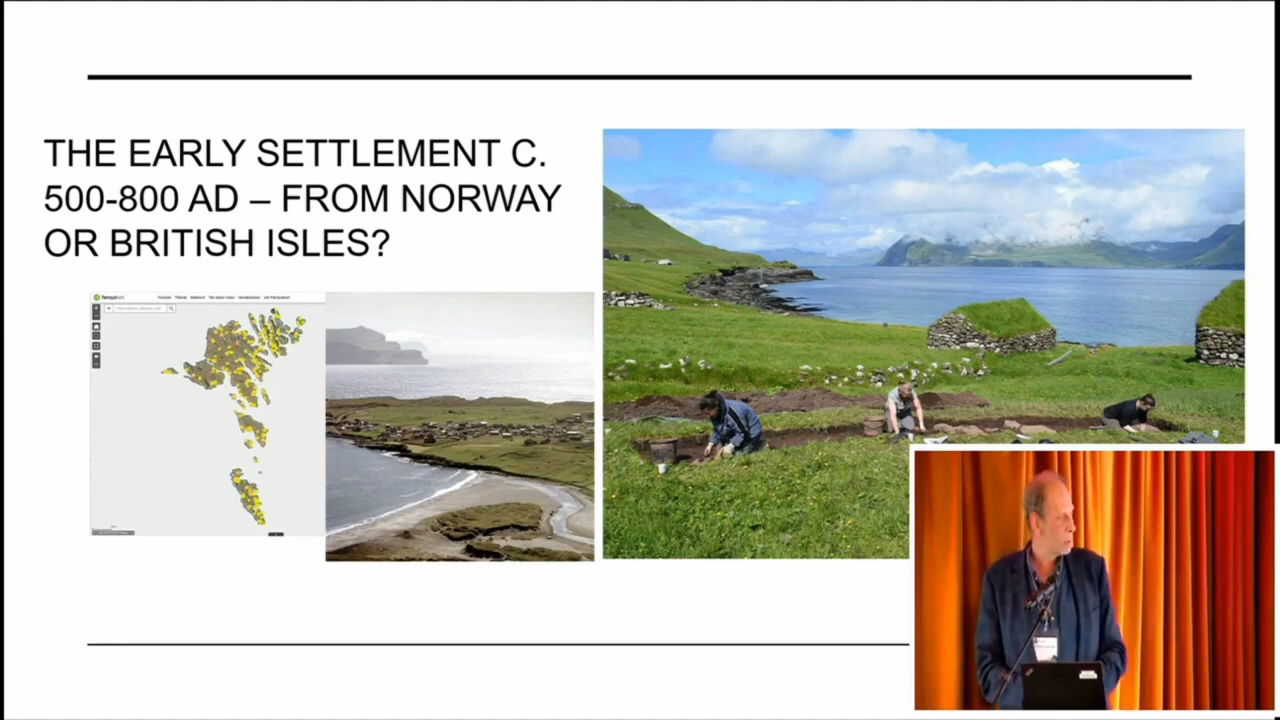 THE EARLY SETTLEMENT C.
500-800 AD – FROM NORWAY
OR BRITISH ISLES?